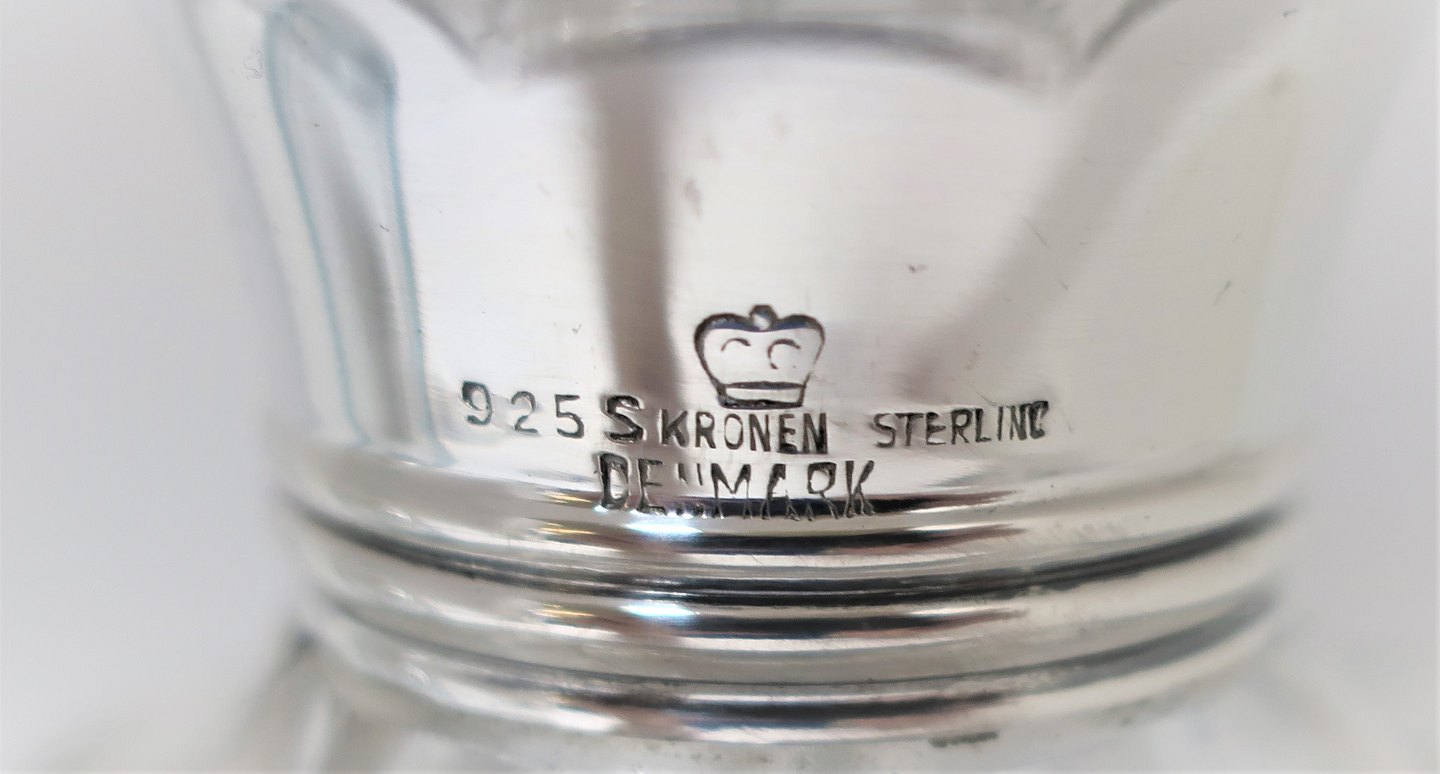 925S KRONEN STERLING
DENMARK